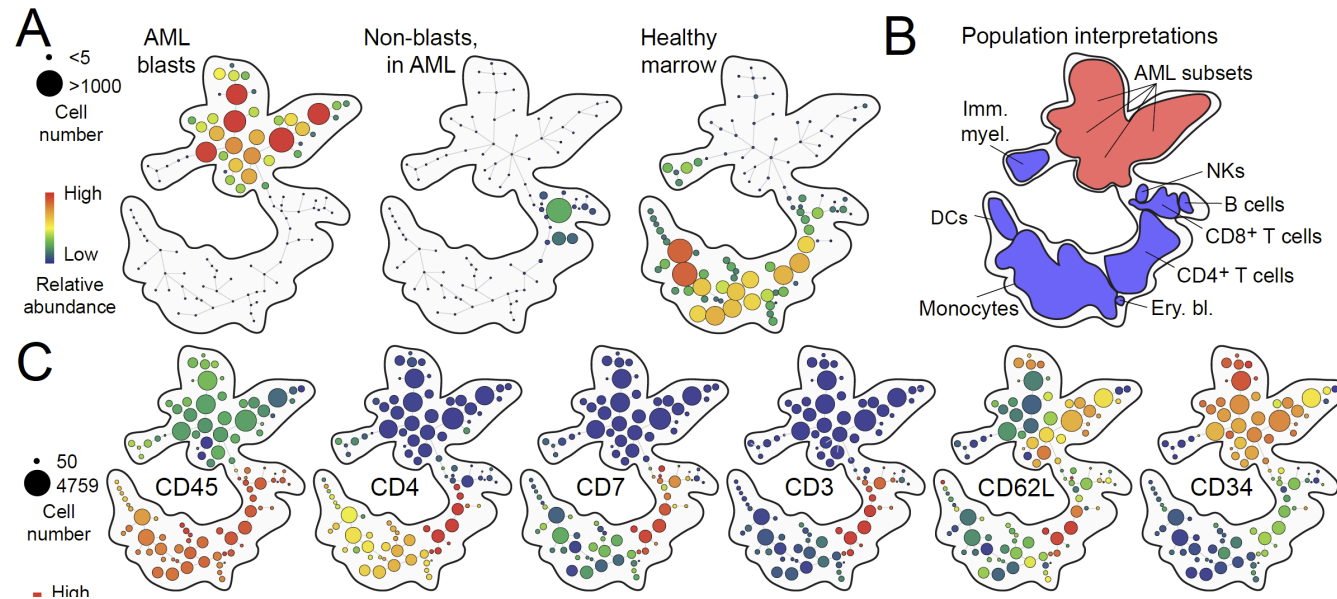 A
AML
blasts
Non-blasts,
in AML
Healthy
marrow
<5
>1000
Cell
number
High
Low
Relative
abundance
B
Population interpretations
AML subsets
Imm.
myel.
NKs
B cells
DCs
CD8+ T cells
CD4+ T cells
Monocytes
Ery. bl.
C
50
4759
Cell
number
High
CD45
CD4
CD7
CD3
CD62L
CD34